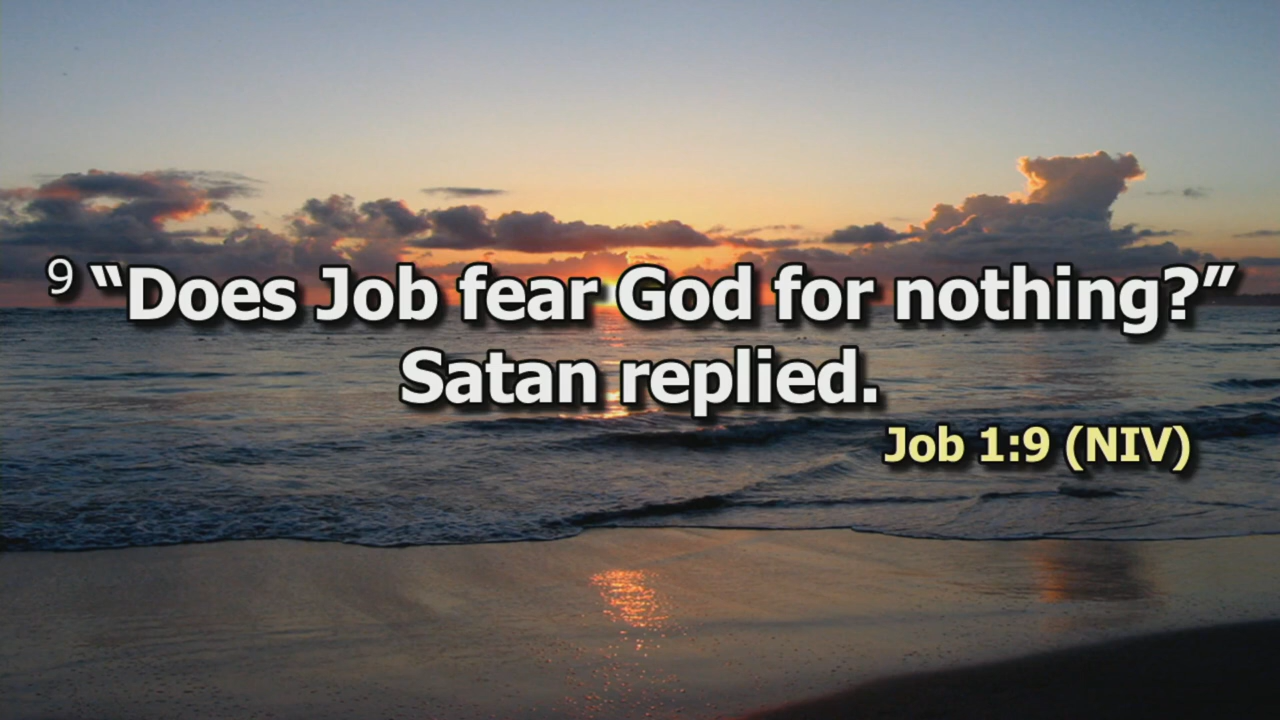 9 “Does Job fear God for nothing?”
Satan replied.
Job 1:9 (NIV)